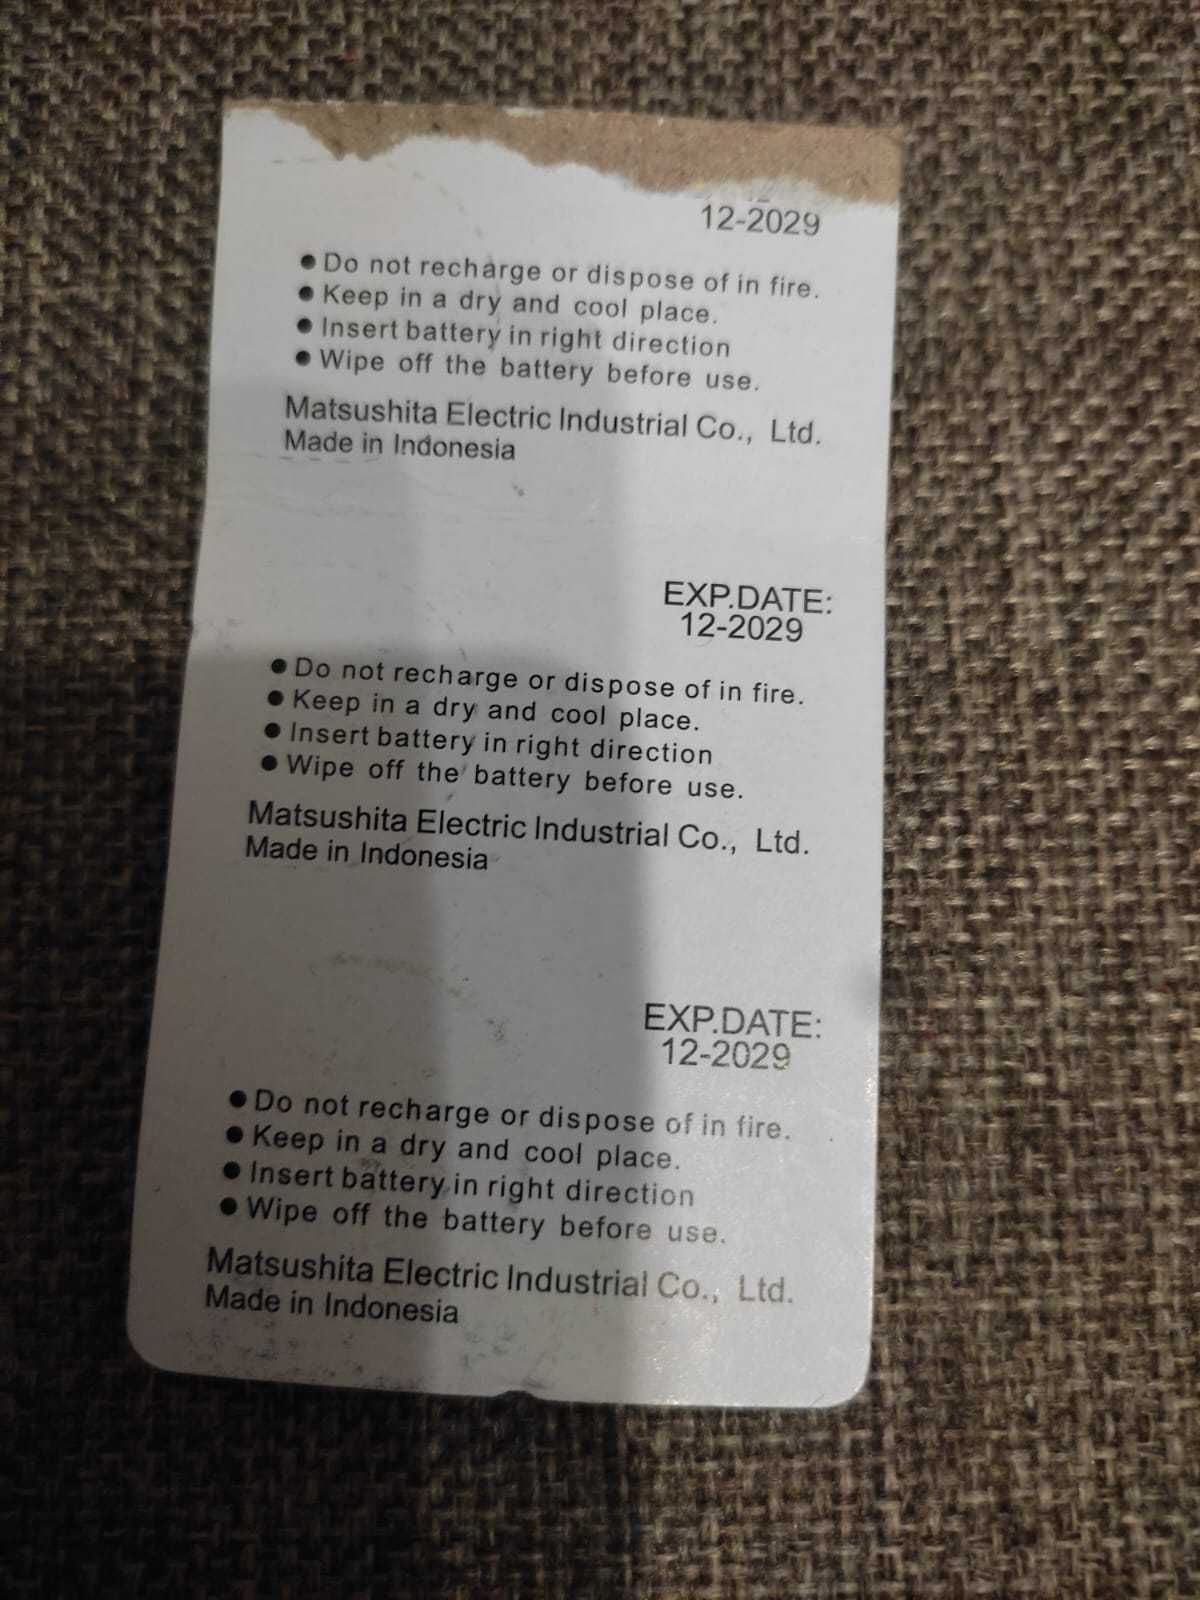 12-2029
● Do not recharge or dispose of in fire.
● Keep in a dry and cool place.
● Insert battery in right direction
● Wipe off the battery before use.
Matsushita Electric Industrial Co., Ltd.
Made in Indonesia
EXP.DATE:
12-2029
● Do not recharge or dispose of in fire.
● Keep in a dry and cool place.
● Insert battery in right direction
● Wipe off the battery before use.
Matsushita Electric Industrial Co., Ltd.
Made in Indonesia
EXP.DATE:
12-2029
● Do not recharge or dispose of in fire.
● Keep in a dry and cool place.
● Insert battery in right direction
● Wipe off the battery before use.
Matsushita Electric Industrial Co., Ltd.
Made in Indonesia